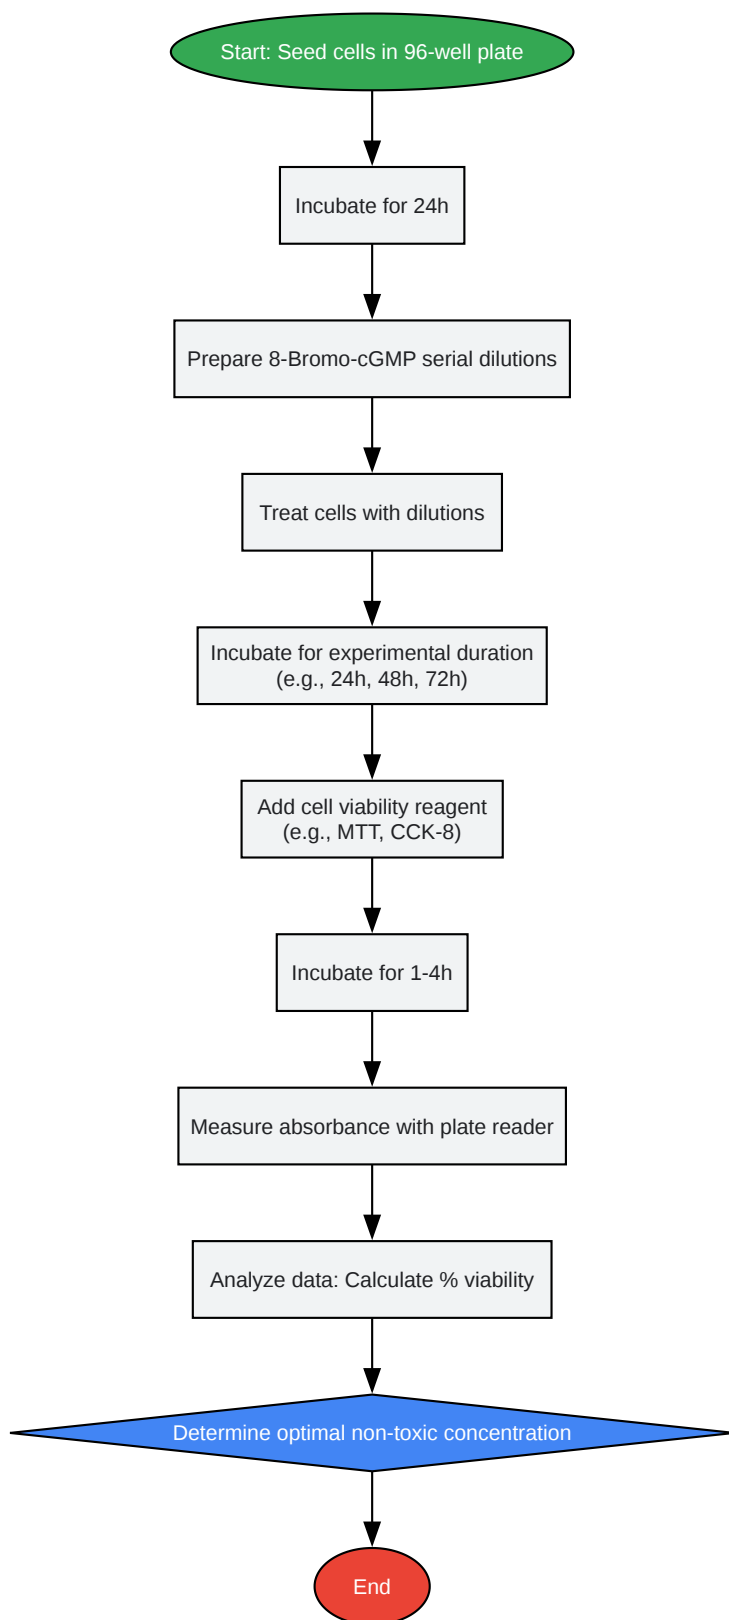 Start: Seed cells in 96-well plate
Incubate for 24h
Prepare 8-Bromo-cGMP serial dilutions
Treat cells with dilutions
Incubate for experimental duration
(e.g., 24h, 48h, 72h)
Add cell viability reagent
(e.g., MTT, CCK-8)
Incubate for 1-4h
Measure absorbance with plate reader
Analyze data: Calculate % viability
Determine optimal non-toxic concentration
End